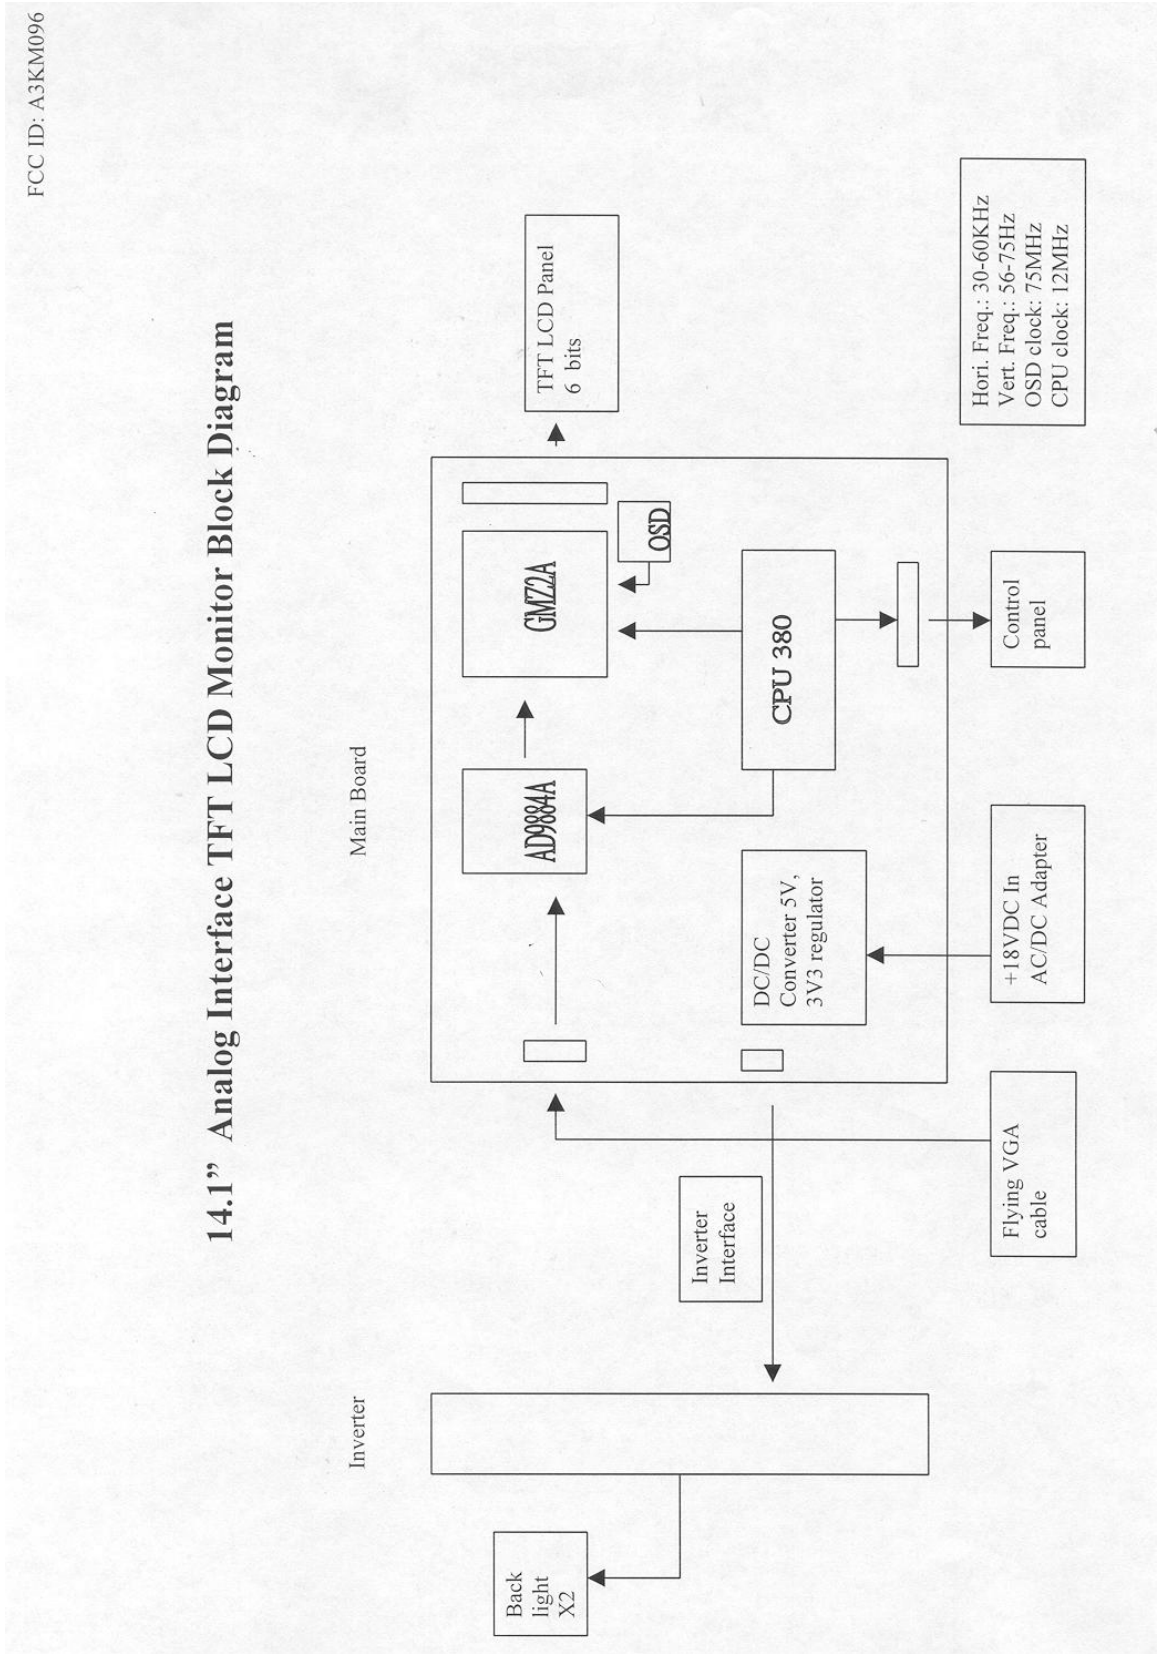 FCC ID: A3KM096
14.1” Analog Interface TFT LCD Monitor Block Diagram
Inverter
Main Board
Back
light
X2
Inverter
Interface
Flying VGA
cable
AD9884A
GMZ2A
OSD
TFT LCD Panel
6 bits
DC/DC
Converter 5V,
3V3 regulator
CPU 380
+18VDC In
AC/DC Adapter
Control
panel
Hori. Freq.: 30-60KHz
Vert. Freq.: 56-75Hz
OSD clock: 75MHz
CPU clock: 12MHz